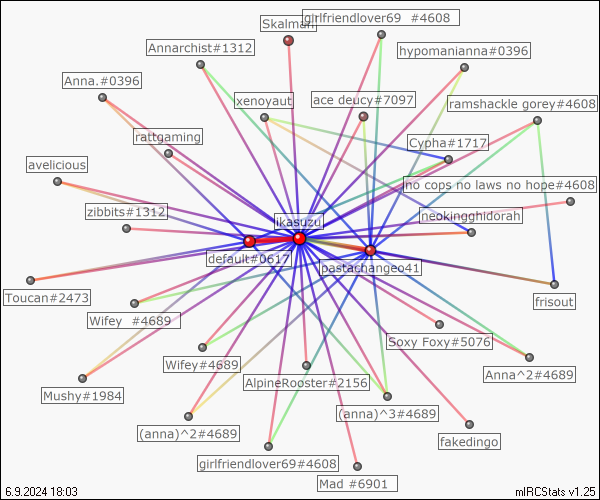 Skalman
girlfriendlover69   #4608
Annarchist#1312
hypomanianna#0396
Anna.#0396
xenoyaut
ace deucy#7097
ramshackle gorey#4608
rattgaming
Cypha#1717
avelicious
no cops no laws no hope#4608
zibbits#1312
ikasuzu
neokingghidorah
default#0617
pastachangeo41
Toucan#2473
frisout
Wifey   #4689
Soxy Foxy#5076
Wifey#4689
Anna^2#4689
AlpineRooster#2156
Mushy#1984
(anna)^3#4689
(anna)^2#4689
fakedingo
girlfriendlover69#4608
Mad #6901
6.9.2024 18:03
mIRCStats v1.25